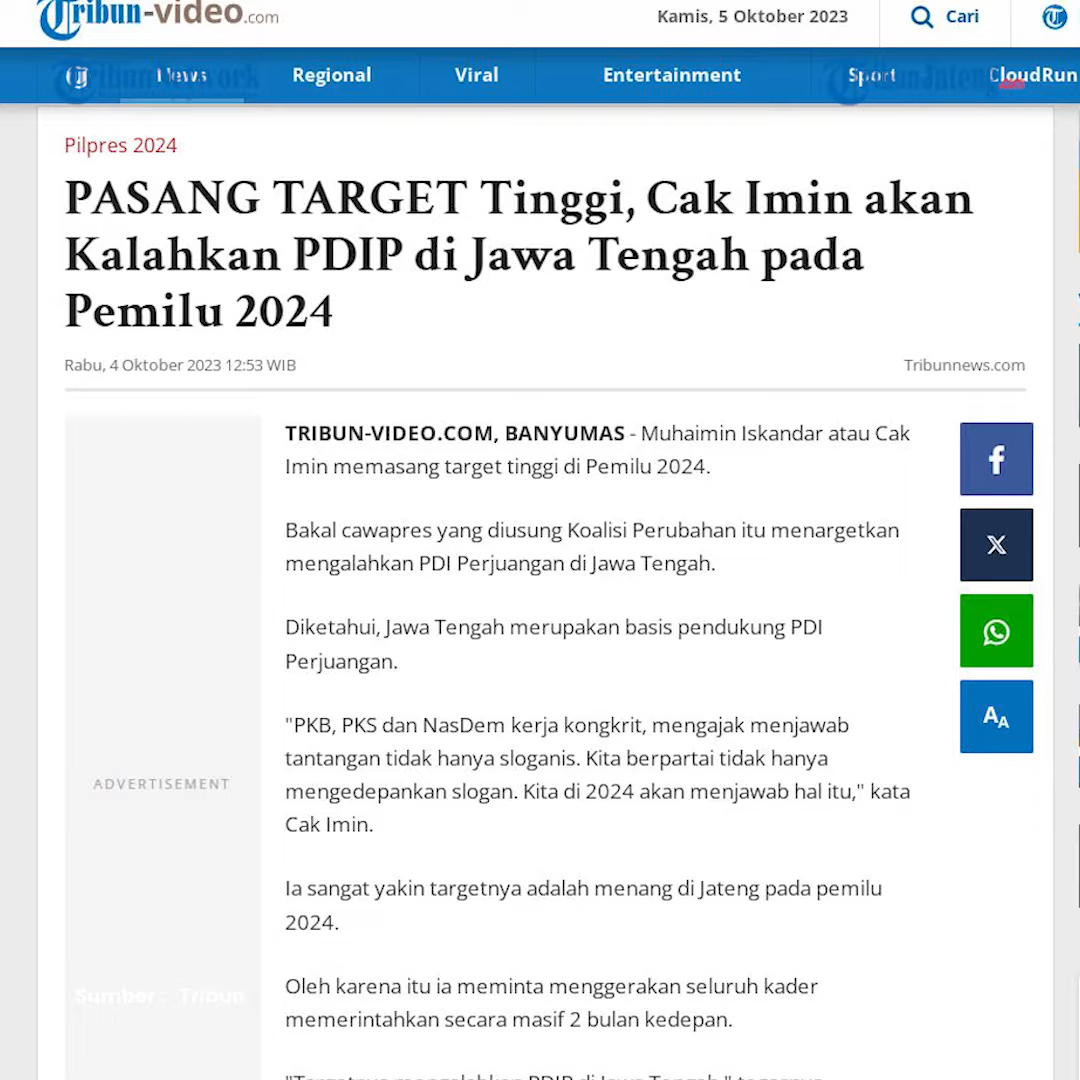 Tribun-video.com
Kamis, 5 Oktober 2023
Cari
News
Regional
Viral
Entertainment
Sport
CloudRun
Pilpres 2024
PASANG TARGET Tinggi, Cak Imin akan
Kalahkan PDIP di Jawa Tengah pada
Pemilu 2024
Rabu, 4 Oktober 2023 12:53 WIB
Tribunnews.com
TRIBUN-VIDEO.COM, BANYUMAS - Muhaimin Iskandar atau Cak
Imin memasang target tinggi di Pemilu 2024.
Bakal cawapres yang diusung Koalisi Perubahan itu menargetkan
mengalahkan PDI Perjuangan di Jawa Tengah.
Diketahui, Jawa Tengah merupakan basis pendukung PDI
Perjuangan.
"PKB, PKS dan NasDem kerja kongkrit, mengajak menjawab
tantangan tidak hanya sloganis. Kita berpartai tidak hanya
mengedepankan slogan. Kita di 2024 akan menjawab hal itu," kata
Cak Imin.
ADVERTISEMENT
Ia sangat yakin targetnya adalah menang di Jateng pada pemilu
2024.
Oleh karena itu ia meminta menggerakan seluruh kader
memerintahkan secara masif 2 bulan kedepan.
Sumber : Tribun